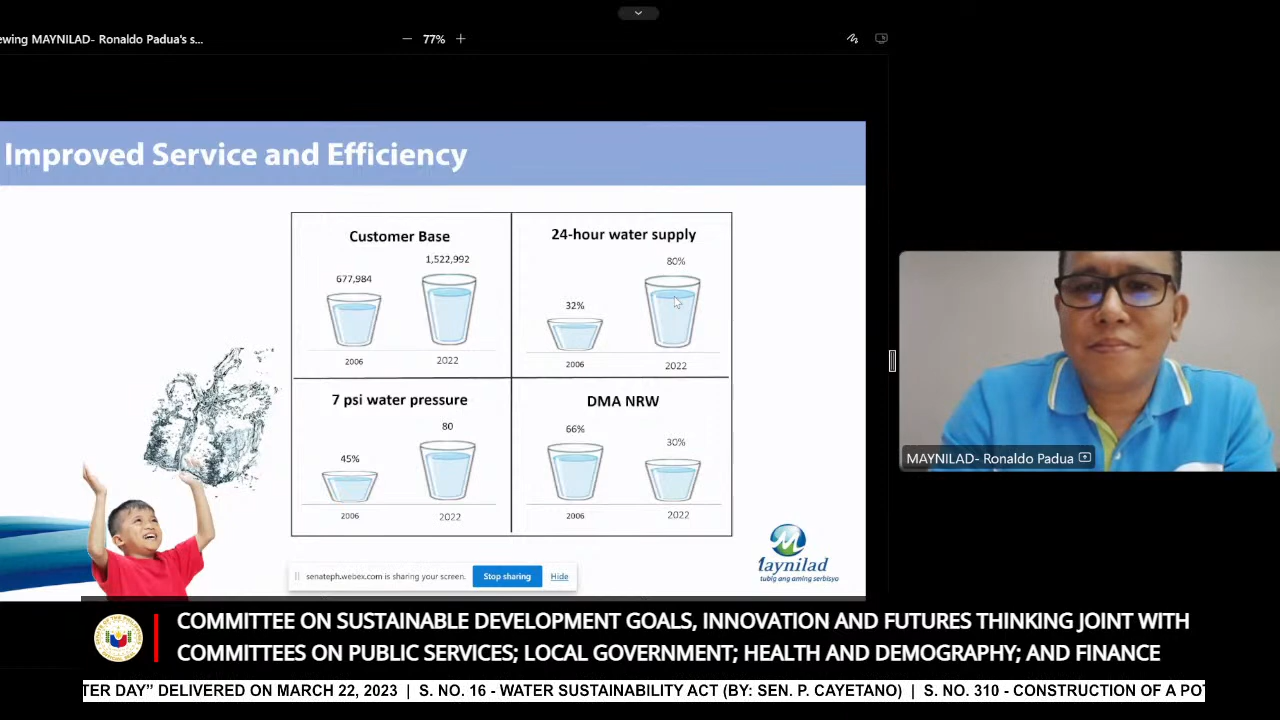 ewing MAYNILAD- Ronaldo Padua's s...
77%
Improved Service and Efficiency
Customer Base
677,984
1,522,992
2006
2022
24-hour water supply
32%
80%
2006
2022
7 psi water pressure
45%
80
2006
2022
DMA NRW
66%
30%
2006
2022
aynilad
tubig ang aming serbisyo
senateph.webex.com is sharing your screen.
Stop sharing
Hide
MAYNILAD- Ronaldo Padua
COMMITTEE ON SUSTAINABLE DEVELOPMENT GOALS, INNOVATION AND FUTURES THINKING JOINT WITH
COMMITTEES ON PUBLIC SERVICES; LOCAL GOVERNMENT; HEALTH AND DEMOGRAPHY; AND FINANCE
TER DAY” DELIVERED ON MARCH 22, 2023 | S. NO. 16 - WATER SUSTAINABILITY ACT (BY: SEN. P. CAYETANO) | S. NO. 310 - CONSTRUCTION OF A PO